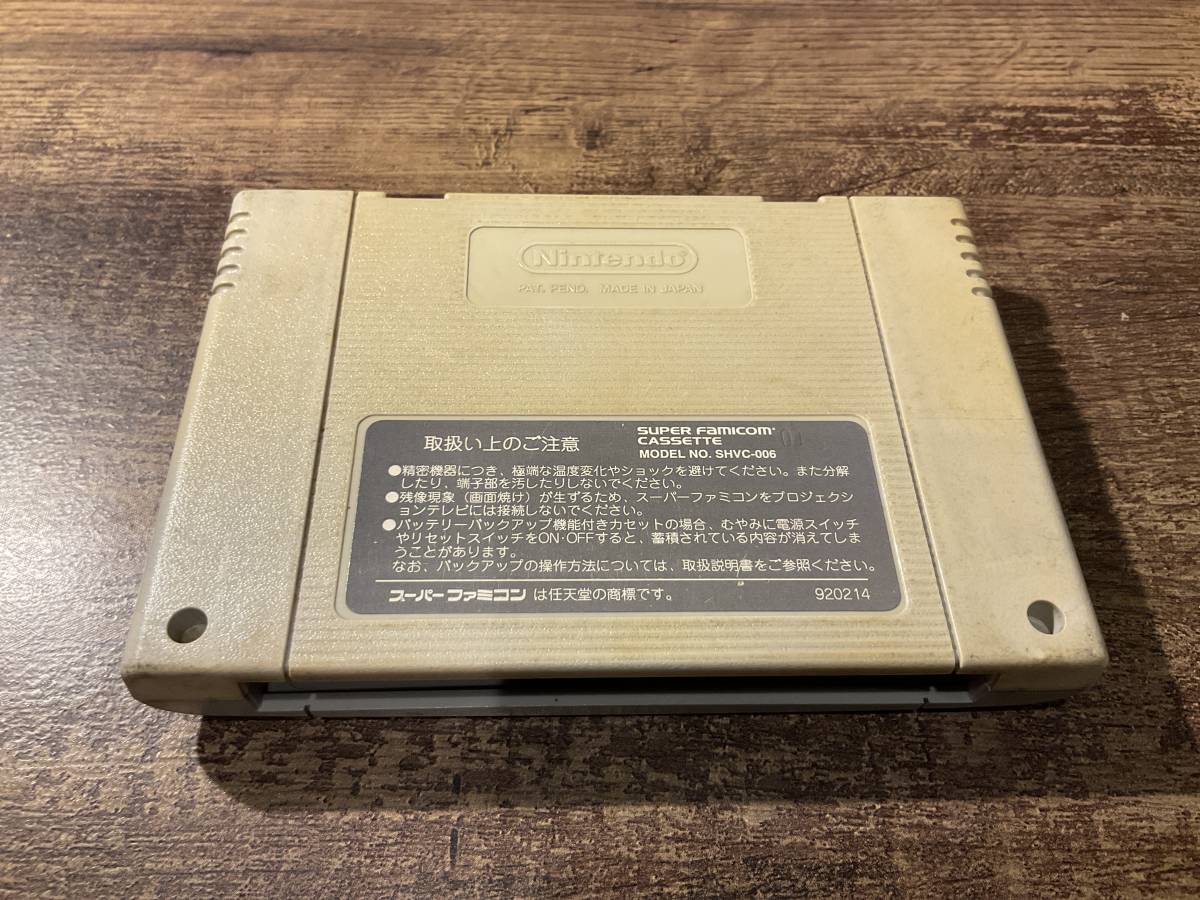 Nintendo®
PAT. PEND. MADE IN JAPAN
取扱い上のご注意
SUPER FAMICOM
CASSETTE
MODEL NO. SHVC-006
●精密機器につき、極端な温度変化やショックを避けてください。また分解
したり、端子部を汚したりしないでください。
●残像現象（画面焼け）が生ずるため、スーパーファミコンをプロジェクシ
ョンテレビには接続しないでください。
●バッテリーバックアップ機能付きカセットの場合、むやみに電源スイッチ
やリセットスイッチをON·OFFすると、蓄積されている内容が消えてしま
うことがあります。
なお、バックアップの操作方法については、取扱説明書をご参照ください。
スーパーファミコン は任天堂の商標です。
920214